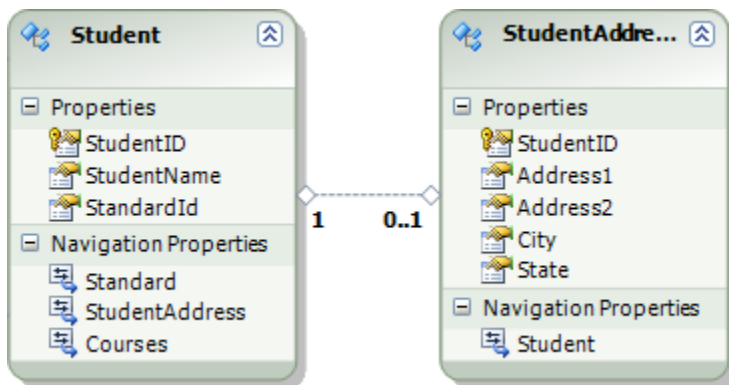 Student
Properties
StudentID
StudentName
StandardId
Navigation Properties
Standard
StudentAddress
Courses
1
0..1
StudentAddre...
Properties
StudentID
Address1
Address2
City
State
Navigation Properties
Student